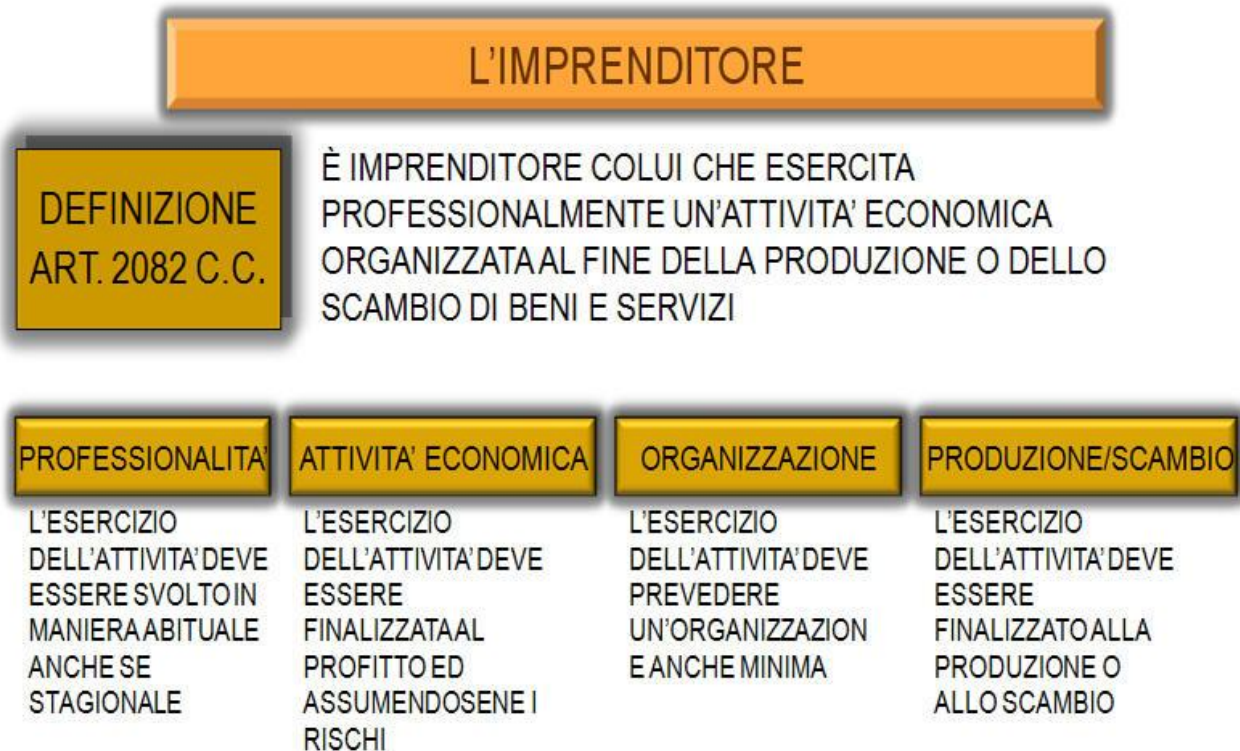 L'IMPRENDITORE
DEFINIZIONE
ART. 2082 C.C.
È IMPRENDITORE COLUI CHE ESERCITA
PROFESSIONALMENTE UN'ATTIVITA' ECONOMICA
ORGANIZZATA AL FINE DELLA PRODUZIONE O DELLO
SCAMBIO DI BENI E SERVIZI
PROFESSIONALITA'
L'ESERCIZIO
DELL'ATTIVITA' DEVE
ESSERE SVOLTO IN
MANIERA ABITUALE
ANCHE SE
STAGIONALE
ATTIVITA' ECONOMICA
L'ESERCIZIO
DELL'ATTIVITA' DEVE
ESSERE
FINALIZZATA AL
PROFITTO ED
ASSUMENDOSENE I
RISCHI
ORGANIZZAZIONE
L'ESERCIZIO
DELL'ATTIVITA' DEVE
PREVEDERE
UN'ORGANIZZAZION
E ANCHE MINIMA
PRODUZIONE/SCAMBIO
L'ESERCIZIO
DELL'ATTIVITA' DEVE
ESSERE
FINALIZZATO ALLA
PRODUZIONE O
ALLO SCAMBIO